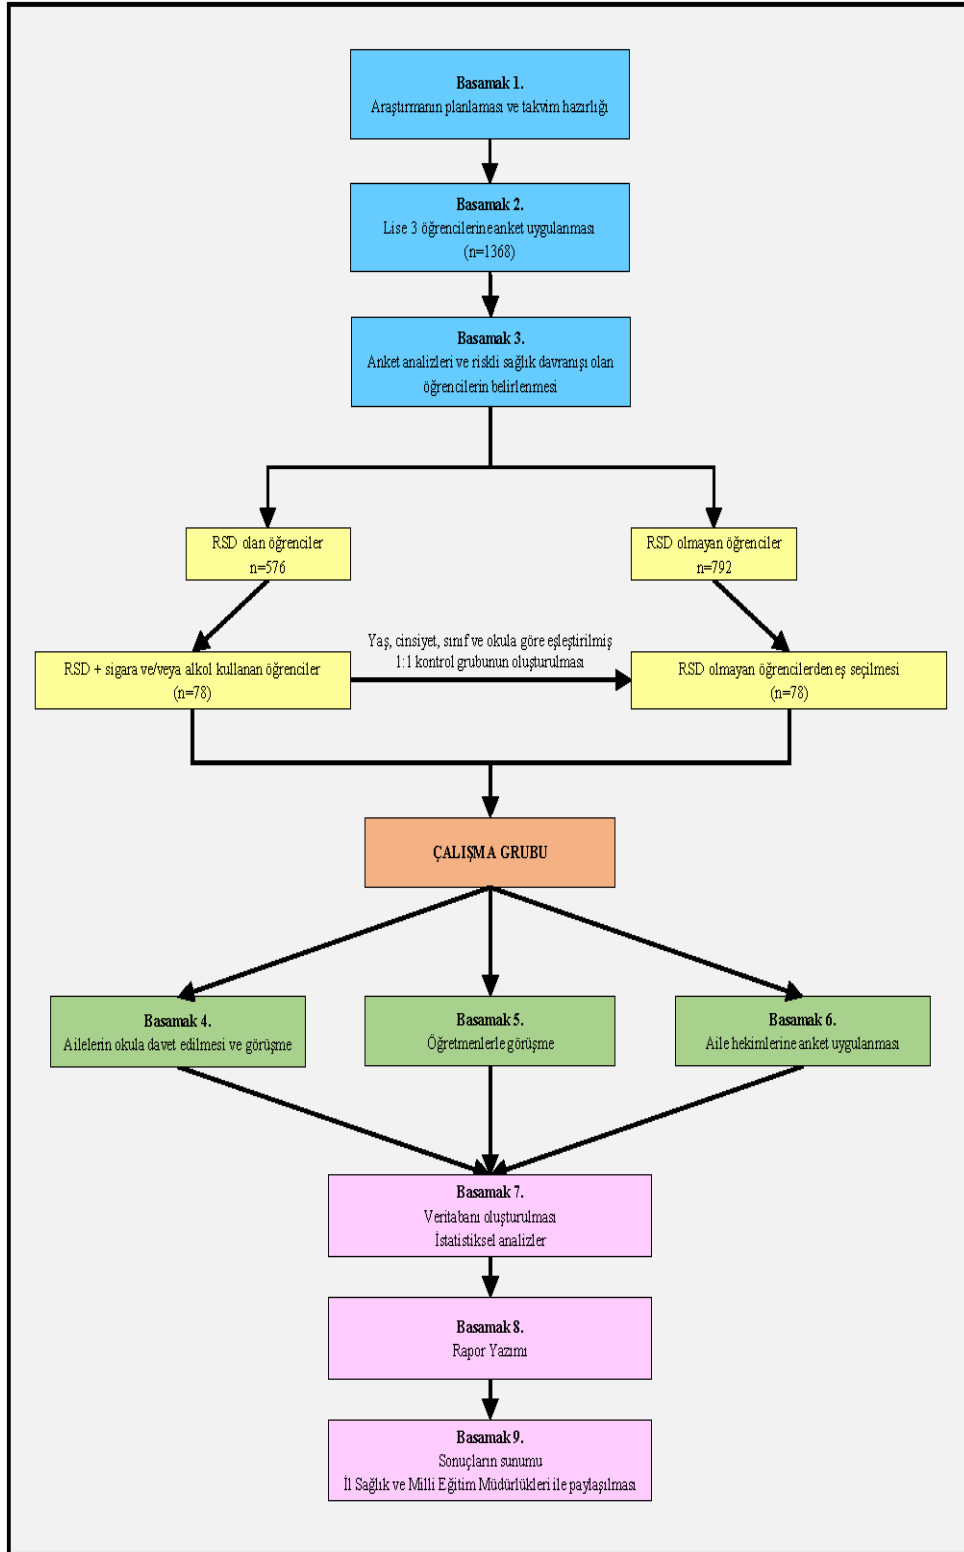 Basamak 1.
Araştırmanın planlaması ve takvim hazırlığı
Basamak 2.
Lise 3 öğrencilerine anket uygulanması
(n=1368)
Basamak 3.
Anket analizleri ve riskli sağlık davranışı olan
öğrencilerin belirlenmesi
RSD olan öğrenciler
n=576
RSD olmayan öğrenciler
n=792
RSD + sigara ve/veya alkol kullanan öğrenciler
(n=78)
Yaş, cinsiyet, sınıf ve okula göre eşleştirilmiş
1:1 kontrol grubunun oluşturulması
RSD olmayan öğrencilerden eş seçilmesi
(n=78)
ÇALIŞMA GRUBU
Basamak 4.
Ailelerin okula davet edilmesi ve görüşme
Basamak 5.
Öğretmenlerle görüşme
Basamak 6.
Aile hekimlerine anket uygulanması
Basamak 7.
Veritabanı oluşturulması
İstatistiksel analizler
Basamak 8.
Rapor Yazımı
Basamak 9.
Sonuçların sunumu
İl Sağlık ve Milli Eğitim Müdürlükleri ile paylaşılması